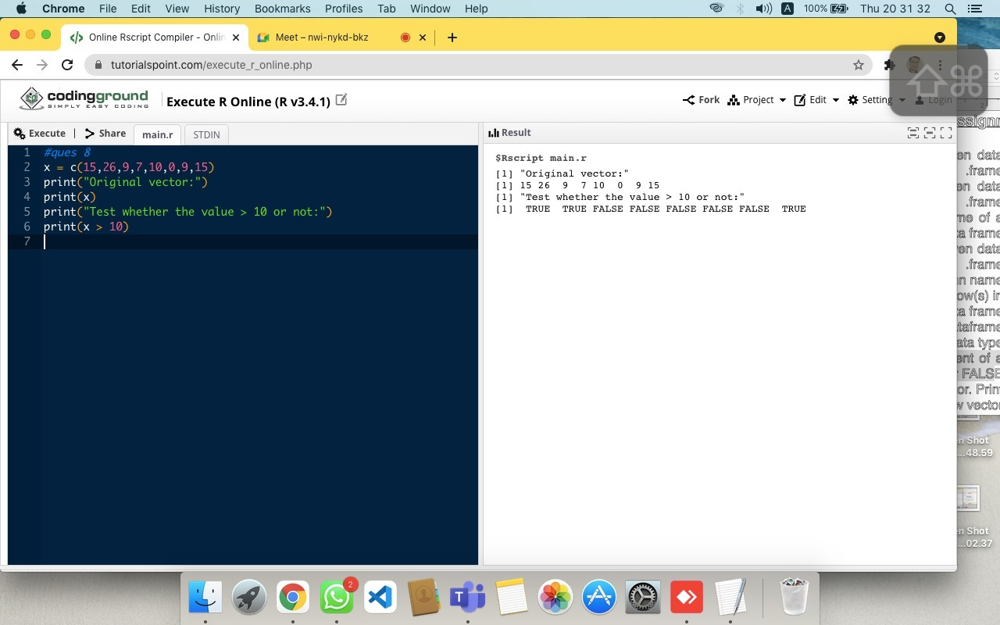 Chrome File Edit View History Bookmarks Profiles Tab Window Help A 100% Thu 20 31 32
Online Rscript Compiler - Onlin Meet – nwi-nykd-bkz
tutorialspoint.com/execute_r_online.php
codingground
SIMPLY EASY CODING
Execute R Online (R v3.4.1)
Fork Project Edit Setting Login
Execute | Share main.r STDIN
1 #ques 8
2 x = c(15,26,9,7,10,0,9,15)
3 print("Original vector:")
4 print(x)
5 print("Test whether the value > 10 or not:")
6 print(x > 10)
7
Result
$Rscript main.r
[1] "Original vector:"
[1] 15 26  9  7 10  0  9 15
[1] "Test whether the value > 10 or not:"
[1]  TRUE  TRUE FALSE FALSE FALSE FALSE FALSE  TRUE
en data
.frame
en data
.frame
me of a
ta frame
en data
.frame
n name
ow(s) in
ta frame
taframe
ata type
ent of a
FALSE
or. Prin
w vector
n Shot
...48.59
n Shot
...02.37
2